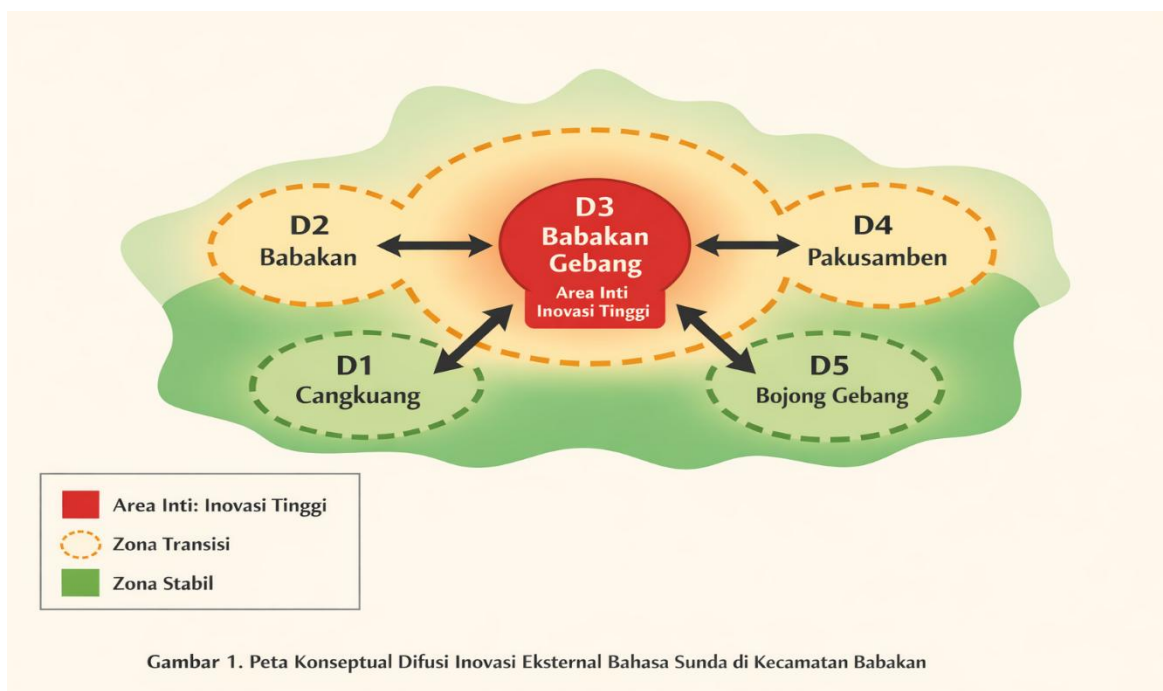 D2
Babakan
D3
Babakan
Gebang
Area Inti
Inovasi Tinggi
D4
Pakusamben
D1
Cangkuang
D5
Bojong Gebang
Area Inti: Inovasi Tinggi
Zona Transisi
Zona Stabil
Gambar 1. Peta Konseptual Difusi Inovasi Eksternal Bahasa Sunda di Kecamatan Babakan